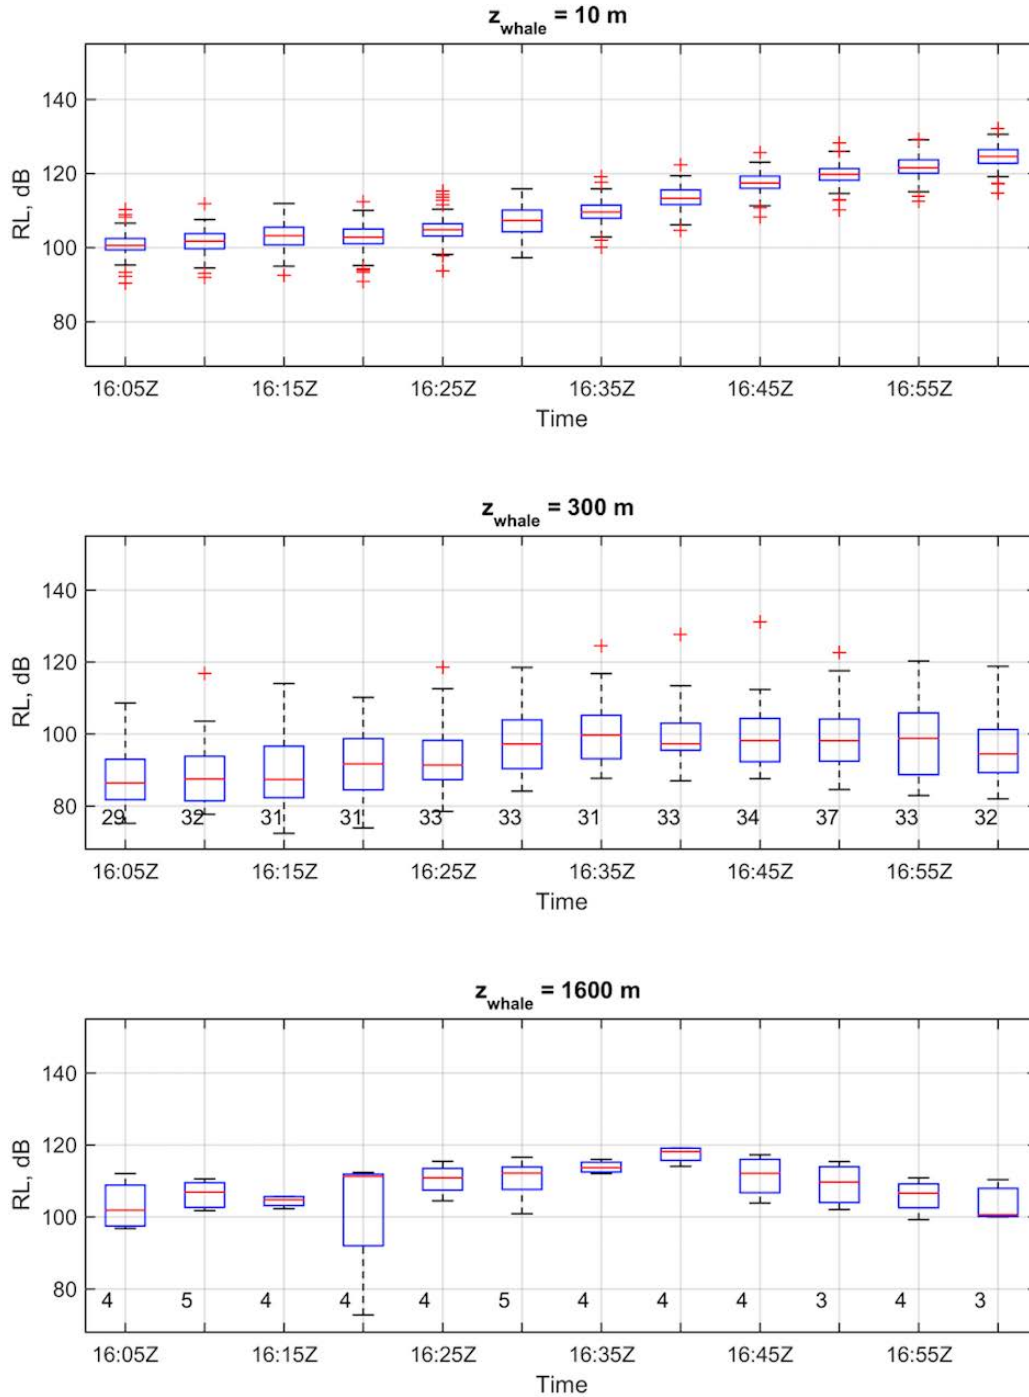 z_whale = 10 m
140
120
100
80
RL, dB
16:05Z 16:15Z 16:25Z 16:35Z 16:45Z 16:55Z
Time
z_whale = 300 m
140
120
100
80
RL, dB
29 32 31 31 33 33 31 33 34 37 33 32
16:05Z 16:15Z 16:25Z 16:35Z 16:45Z 16:55Z
Time
z_whale = 1600 m
140
120
100
80
RL, dB
4 5 4 4 4 5 4 4 4 3 4 3
16:05Z 16:15Z 16:25Z 16:35Z 16:45Z 16:55Z
Time